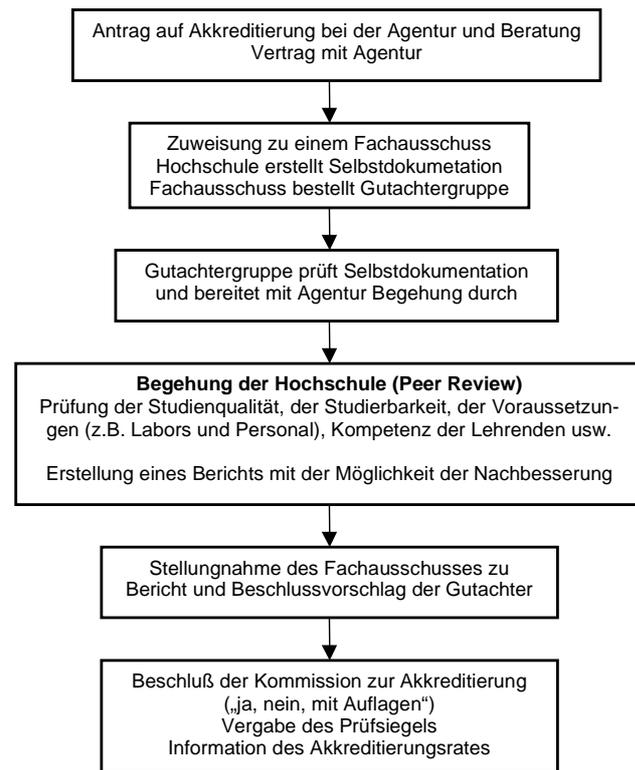 Antrag auf Akkreditierung bei der Agentur und Beratung
Vertrag mit Agentur
Zuweisung zu einem Fachausschuss
Hochschule erstellt Selbstdokumetation
Fachausschuss bestellt Gutachtergruppe
Gutachtergruppe prüft Selbstdokumentation
und bereitet mit Agentur Begehung durch
Begehung der Hochschule (Peer Review)
Prüfung der Studienqualität, der Studierbarkeit, der Voraussetzun-
gen (z.B. Labors und Personal), Kompetenz der Lehrenden usw.
Erstellung eines Berichts mit der Möglichkeit der Nachbesserung
Stellungnahme des Fachausschusses zu
Bericht und Beschlussvorschlag der Gutachter
Beschluß der Kommission zur Akkreditierung
(„ja, nein, mit Auflagen“)
Vergabe des Prüfsiegels
Information des Akkreditierungsrates